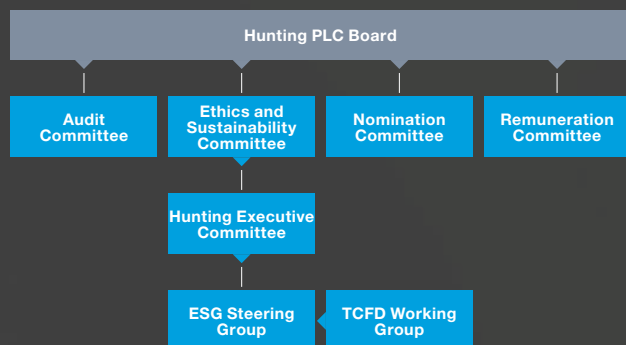 Hunting PLC Board
Audit
Committee
Ethics and
Sustainability
Committee
Nomination
Committee
Remuneration
Committee
Hunting Executive
Committee
ESG Steering
Group
TCFD Working
Group